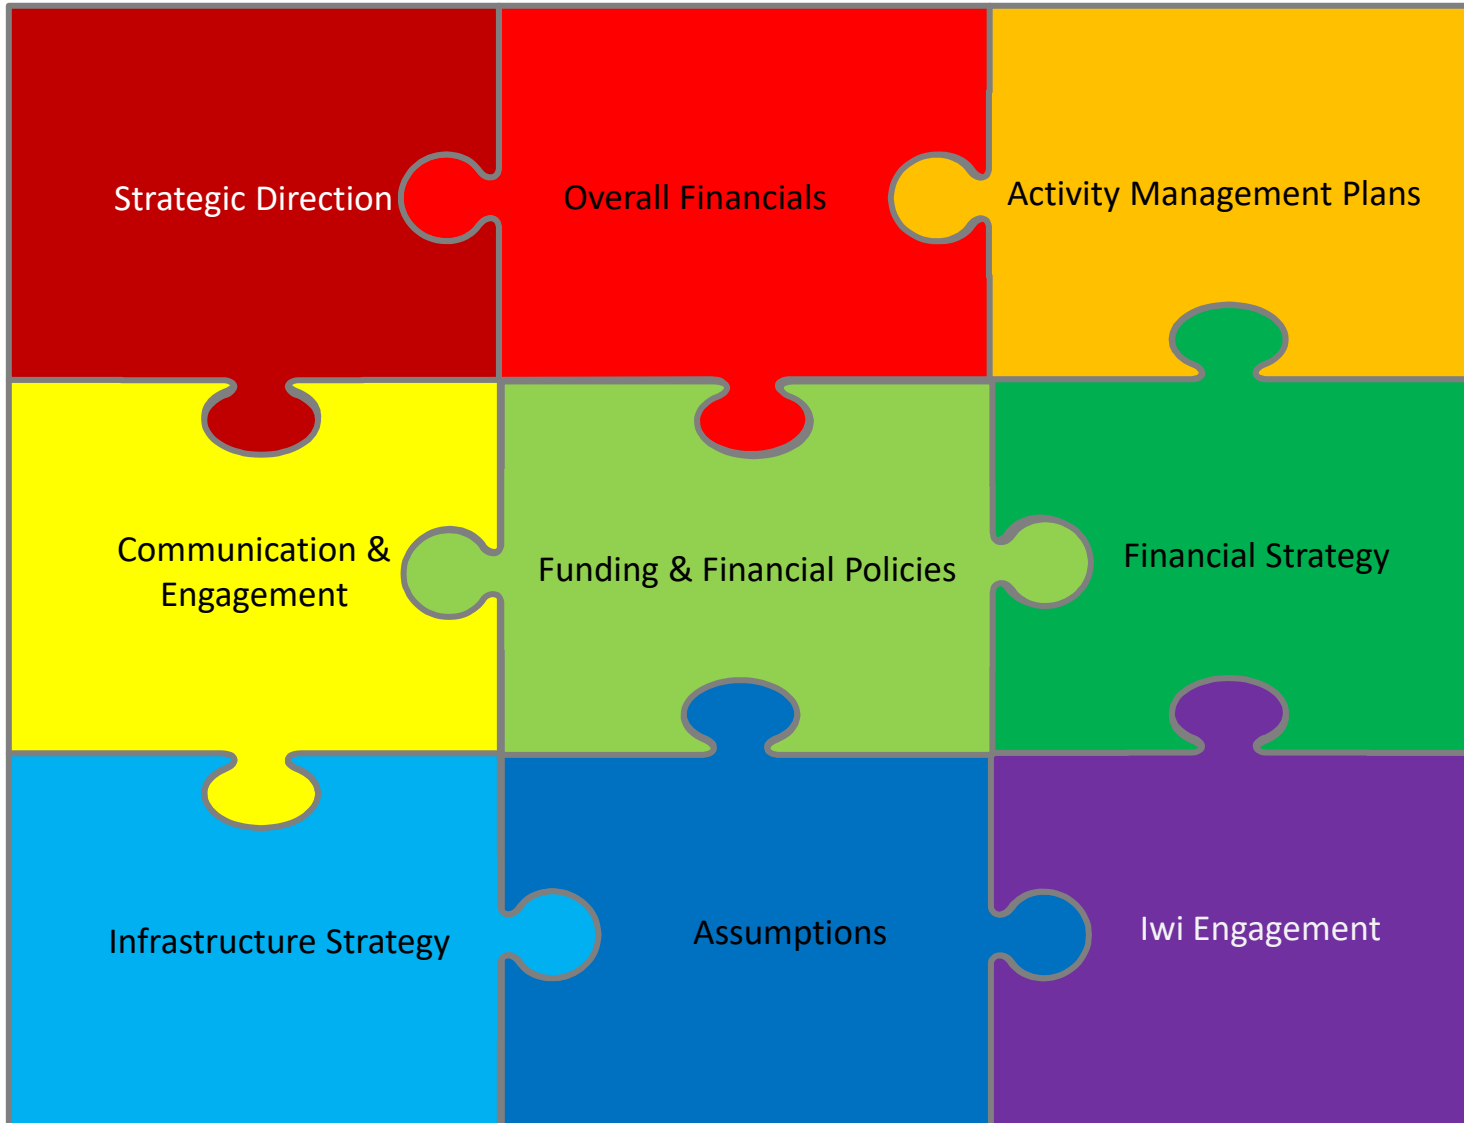 Strategic Direction
Overall Financials
Activity Management Plans
Communication &
Engagement
Funding & Financial Policies
Financial Strategy
Infrastructure Strategy
Assumptions
Iwi Engagement